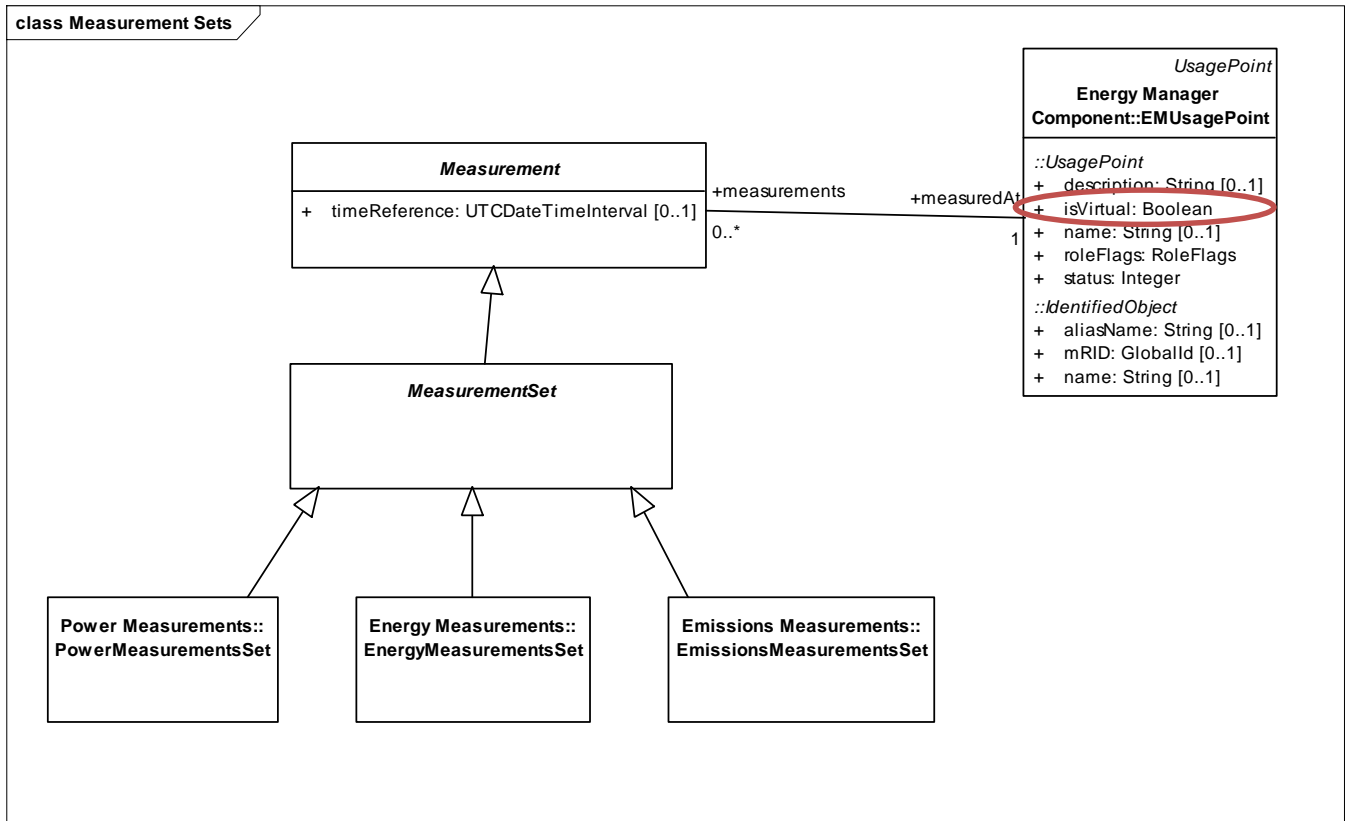 class Measurement Sets
UsagePoint
Energy Manager
Component::EMUsagePoint
::UsagePoint
+ description: String [0..1]
+ isVirtual: Boolean
+ name: String [0..1]
+ roleFlags: RoleFlags
+ status: Integer
::IdentifiedObject
+ aliasName: String [0..1]
+ mRID: GlobalId [0..1]
+ name: String [0..1]
Measurement
+ timeReference: UTCDateTimeInterval [0..1]
+measurements
0..*
+measuredAt
1
MeasurementSet
Power Measurements::
PowerMeasurementsSet
Energy Measurements::
EnergyMeasurementsSet
Emissions Measurements::
EmissionsMeasurementsSet